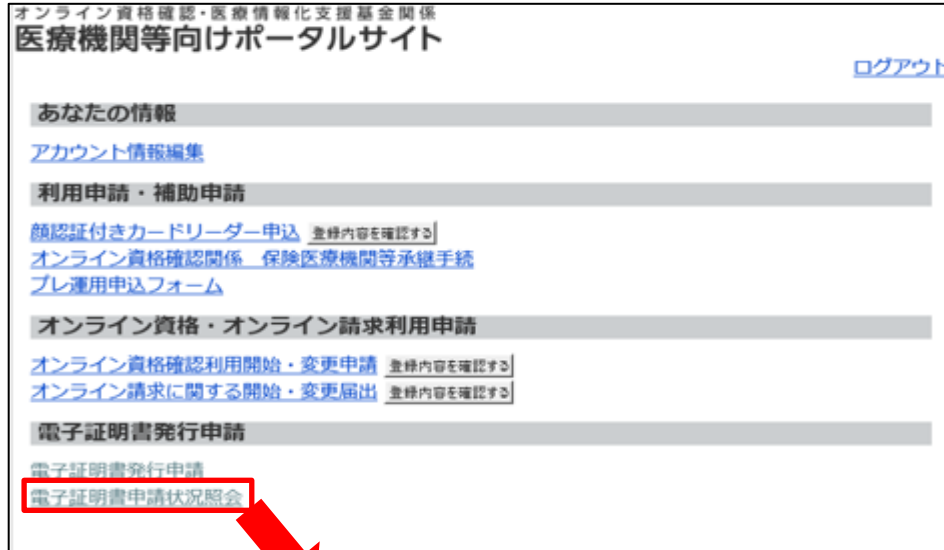 オンライン資格確認・医療情報化支援基金関係
医療機関等向けポータルサイト
ログアウト
あなたの情報
アカウント情報編集
利用申請・補助申請
顔認証付きカードリーダー申込 登録内容を確認する
オンライン資格確認関係 保険医療機関等承継手続
プレ運用申込フォーム
オンライン資格・オンライン請求利用申請
オンライン資格確認利用開始・変更申請 登録内容を確認する
オンライン請求に関する開始・変更届出 登録内容を確認する
電子証明書発行申請
電子証明書発行申請
電子証明書申請状況照会